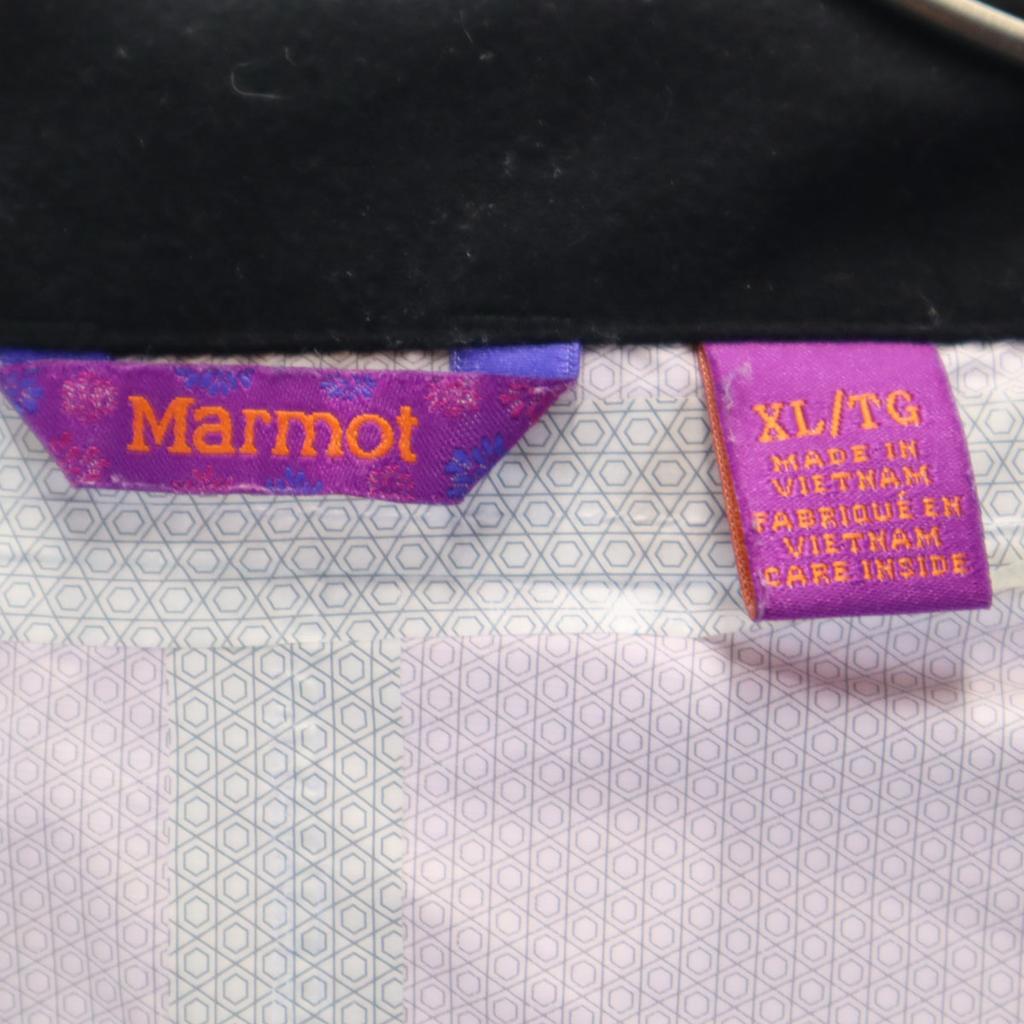 Marmot
XL/TG
MADE IN
VIETNAM
FABRIQUÉ EN
VIETNAM
CARE INSIDE